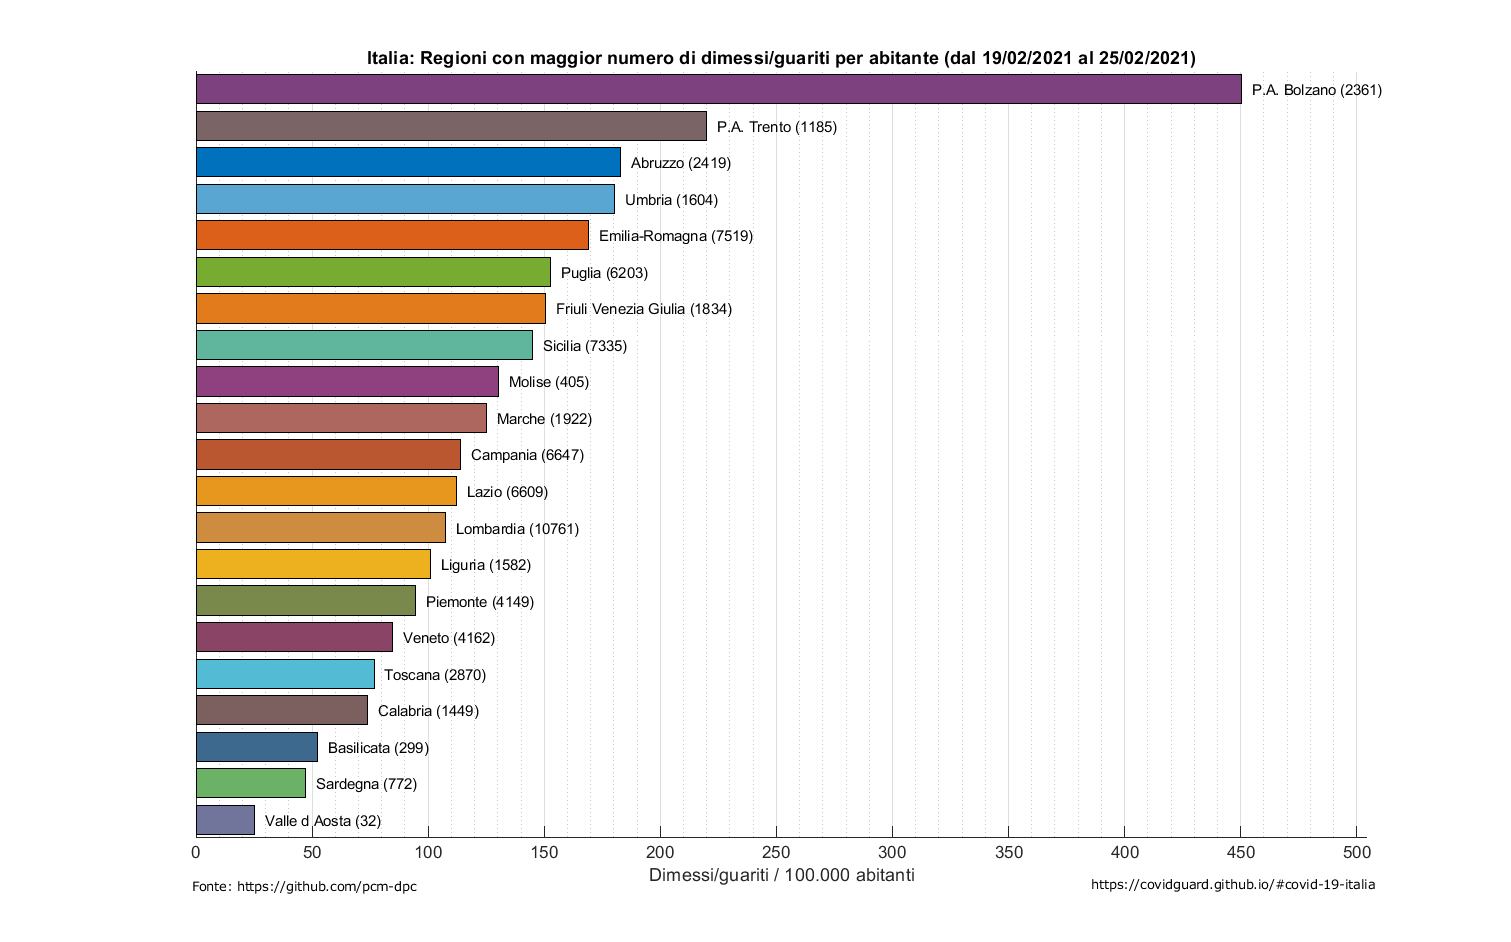 Italia: Regioni con maggior numero di dimessi/guariti per abitante (dal 19/02/2021 al 25/02/2021)
P.A. Bolzano (2361)
P.A. Trento (1185)
Abruzzo (2419)
Umbria (1604)
Emilia-Romagna (7519)
Puglia (6203)
Friuli Venezia Giulia (1834)
Sicilia (7335)
Molise (405)
Marche (1922)
Campania (6647)
Lazio (6609)
Lombardia (10761)
Liguria (1582)
Piemonte (4149)
Veneto (4162)
Toscana (2870)
Calabria (1449)
Basilicata (299)
Sardegna (772)
Valle d Aosta (32)
0 50 100 150 200 250 300 350 400 450 500
Dimessi/guariti / 100.000 abitanti
Fonte: https://github.com/pcm-dpc
https://covidguard.github.io/#covid-19-italia